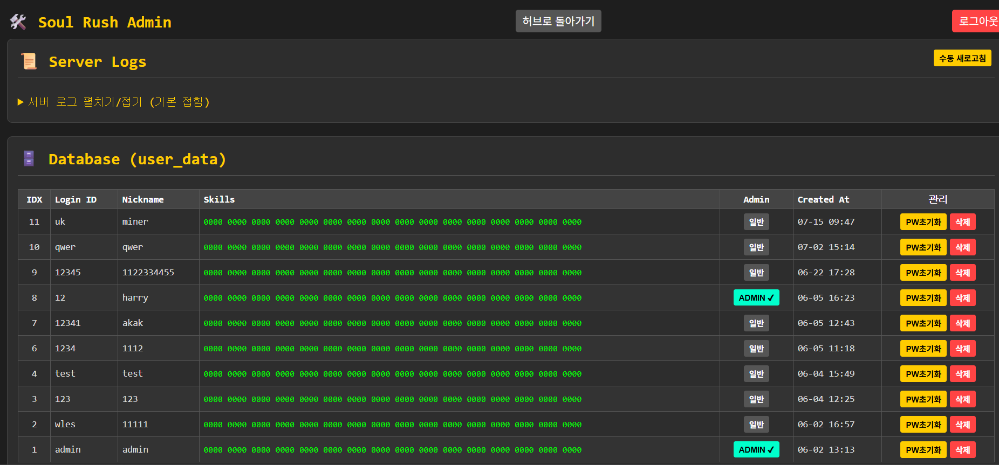 🛠️ Soul Rush Admin 허브로 돌아가기 로그아웃
📜 Server Logs 수동 새로고침
▶ 서버 로그 펼치기/접기 (기본 접힘)
🗄️ Database (user_data)
IDX Login ID Nickname Skills Admin Created At 관리
11 uk miner 0000 0000 0000 0000 0000 0000 0000 0000 0000 0000 0000 0000 0000 0000 0000 0000 일반 07-15 09:47 PW초기화 삭제
10 qwer qwer 0000 0000 0000 0000 0000 0000 0000 0000 0000 0000 0000 0000 0000 0000 0000 0000 일반 07-02 15:14 PW초기화 삭제
9 12345 1122334455 0000 0000 0000 0000 0000 0000 0000 0000 0000 0000 0000 0000 0000 0000 0000 0000 일반 06-22 17:28 PW초기화 삭제
8 12 harry 0000 0000 0000 0000 0000 0000 0000 0000 0000 0000 0000 0000 0000 0000 0000 0000 ADMIN ✔ 06-05 16:23 PW초기화 삭제
7 12341 akak 0000 0000 0000 0000 0000 0000 0000 0000 0000 0000 0000 0000 0000 0000 0000 0000 일반 06-05 12:43 PW초기화 삭제
6 1234 1112 0000 0000 0000 0000 0000 0000 0000 0000 0000 0000 0000 0000 0000 0000 0000 0000 일반 06-05 11:18 PW초기화 삭제
4 test test 0000 0000 0000 0000 0000 0000 0000 0000 0000 0000 0000 0000 0000 0000 0000 0000 일반 06-04 15:49 PW초기화 삭제
3 123 123 0000 0000 0000 0000 0000 0000 0000 0000 0000 0000 0000 0000 0000 0000 0000 0000 일반 06-04 12:25 PW초기화 삭제
2 wles 11111 0000 0000 0000 0000 0000 0000 0000 0000 0000 0000 0000 0000 0000 0000 0000 0000 일반 06-02 16:57 PW초기화 삭제
1 admin admin 0000 0000 0000 0000 0000 0000 0000 0000 0000 0000 0000 0000 0000 0000 0000 0000 ADMIN ✔ 06-02 13:13 PW초기화 삭제